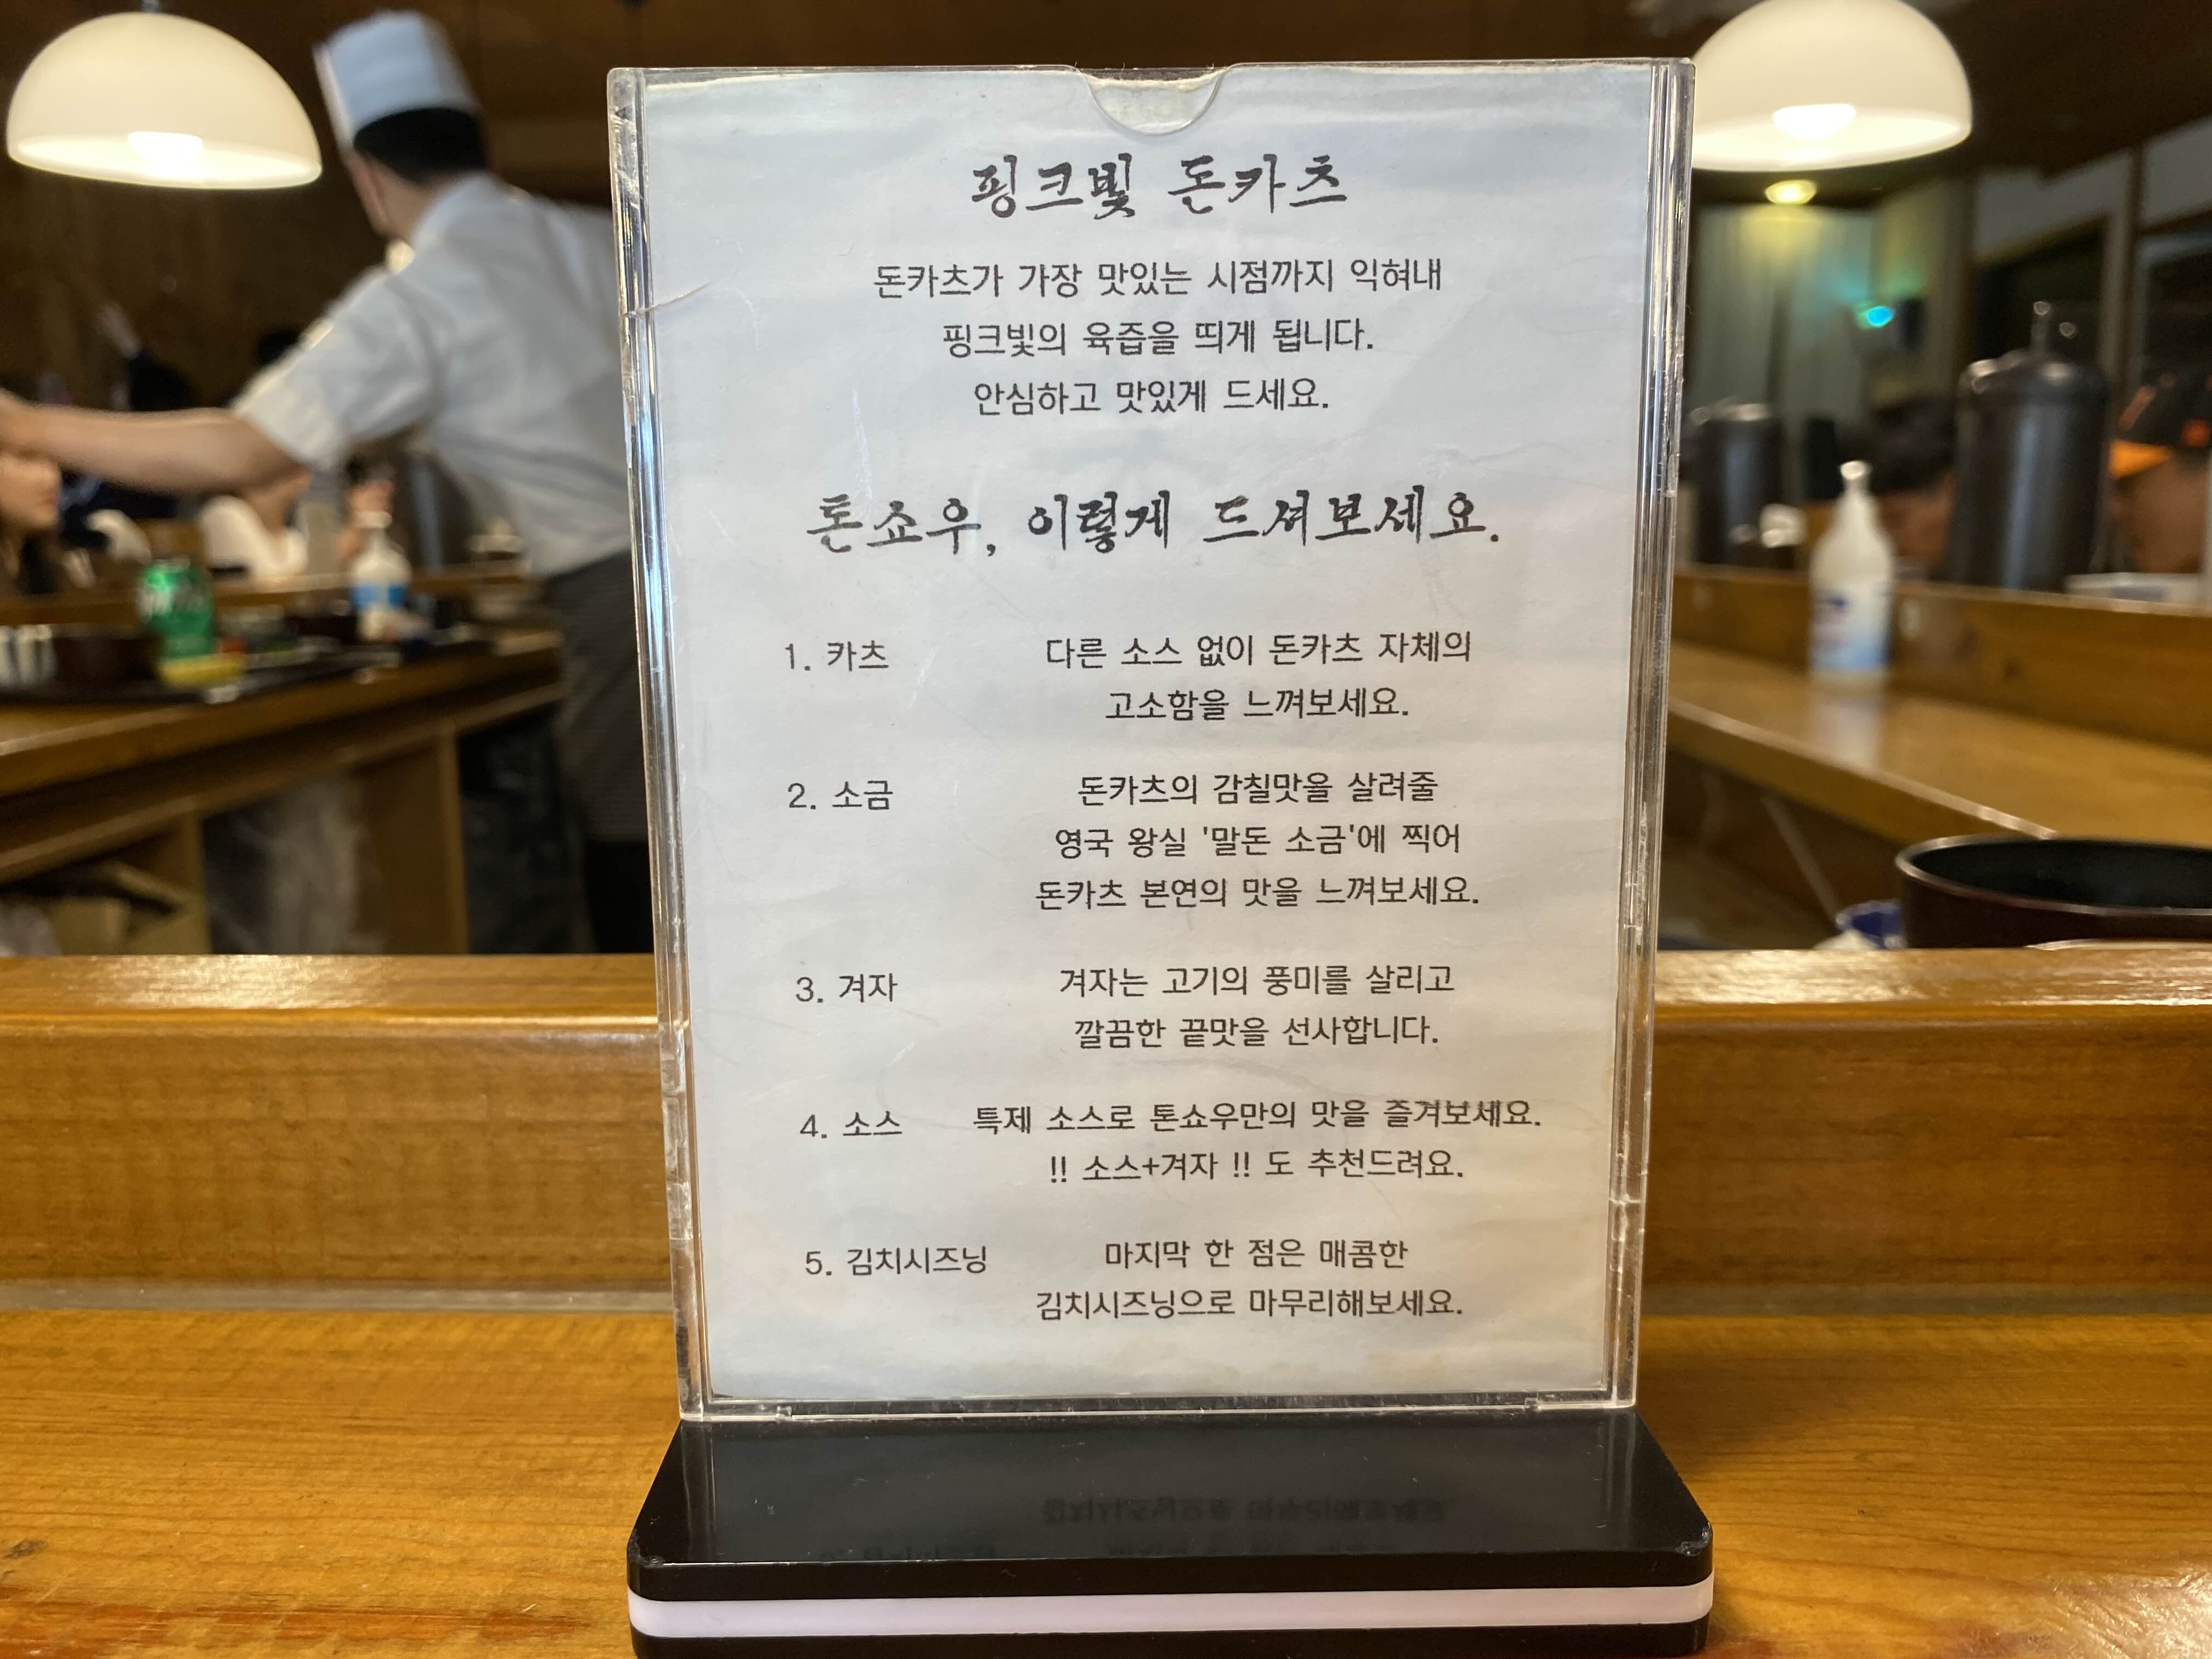 핑크빛 돈카츠
돈카츠가 가장 맛있는 시점까지 익혀내
핑크빛의 육즙을 띄게 됩니다.
안심하고 맛있게 드세요.
톤쇼우, 이렇게 드셔보세요.
1. 카츠
다른 소스 없이 돈카츠 자체의
고소함을 느껴보세요.
2. 소금
돈카츠의 감칠맛을 살려줄
영국 왕실 '말돈 소금'에 찍어
돈카츠 본연의 맛을 느껴보세요.
3. 겨자
겨자는 고기의 풍미를 살리고
깔끔한 끝맛을 선사합니다.
4. 소스
특제 소스로 톤쇼우만의 맛을 즐겨보세요.
!! 소스+겨자 !! 도 추천드려요.
5. 김치시즈닝
마지막 한 점은 매콤한
김치시즈닝으로 마무리해보세요.